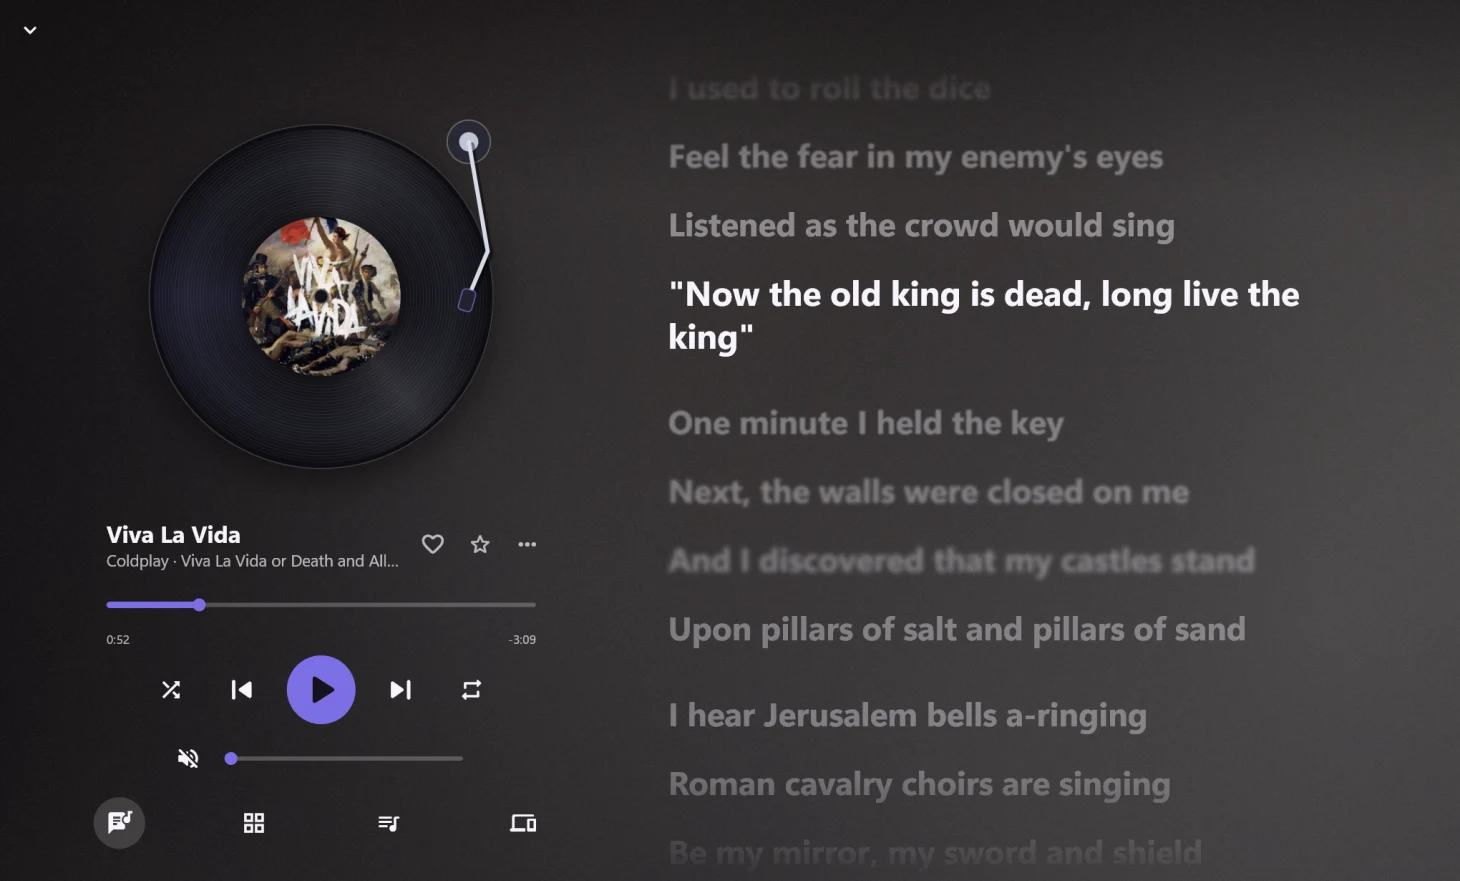 VIVA
LA VIDA
Viva La Vida
Coldplay · Viva La Vida or Death and All...
0:52
-3:09
I used to roll the dice
Feel the fear in my enemy's eyes
Listened as the crowd would sing
"Now the old king is dead, long live the
king"
One minute I held the key
Next, the walls were closed on me
And I discovered that my castles stand
Upon pillars of salt and pillars of sand
I hear Jerusalem bells a-ringing
Roman cavalry choirs are singing
Be my mirror, my sword and shield